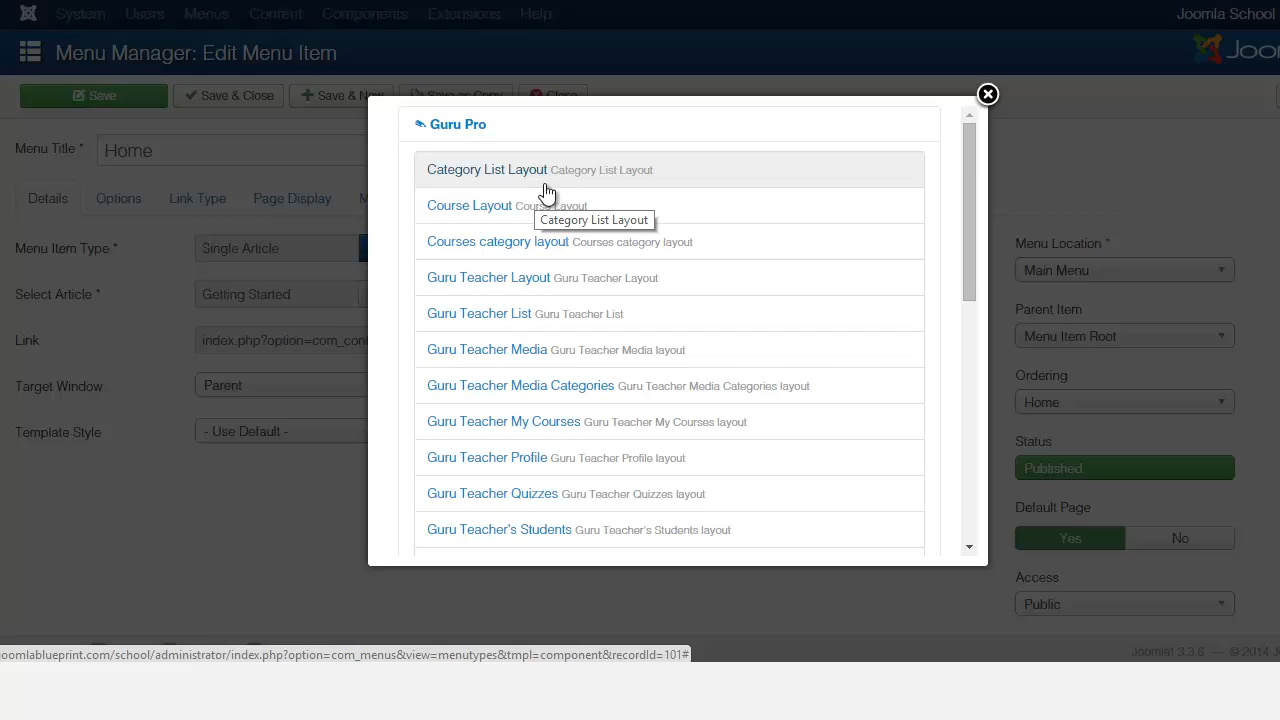 System Users Menus Content Components Extensions Help Joomla School
Menu Manager: Edit Menu Item Joo
Save Save & Close Save & New Save as Copy Close
Menu Title * Home
Details Options Link Type Page Display M
Menu Item Type * Single Article
Select Article * Getting Started
Link index.php?option=com_con
Target Window Parent
Template Style - Use Default -
Guru Pro
Category List Layout Category List Layout
Course Layout Course Layout
Category List Layout
Courses category layout Courses category layout
Guru Teacher Layout Guru Teacher Layout
Guru Teacher List Guru Teacher List
Guru Teacher Media Guru Teacher Media layout
Guru Teacher Media Categories Guru Teacher Media Categories layout
Guru Teacher My Courses Guru Teacher My Courses layout
Guru Teacher Profile Guru Teacher Profile layout
Guru Teacher Quizzes Guru Teacher Quizzes layout
Guru Teacher's Students Guru Teacher's Students layout
Menu Location *
Main Menu
Parent Item
Menu Item Root
Ordering
Home
Status
Published
Default Page
Yes No
Access
Public
oomlablueprint.com/school/administrator/index.php?option=com_menus&view=menutypes&tmpl=component&recordId=101#
Joomla! 3.3.6 — © 2014 J